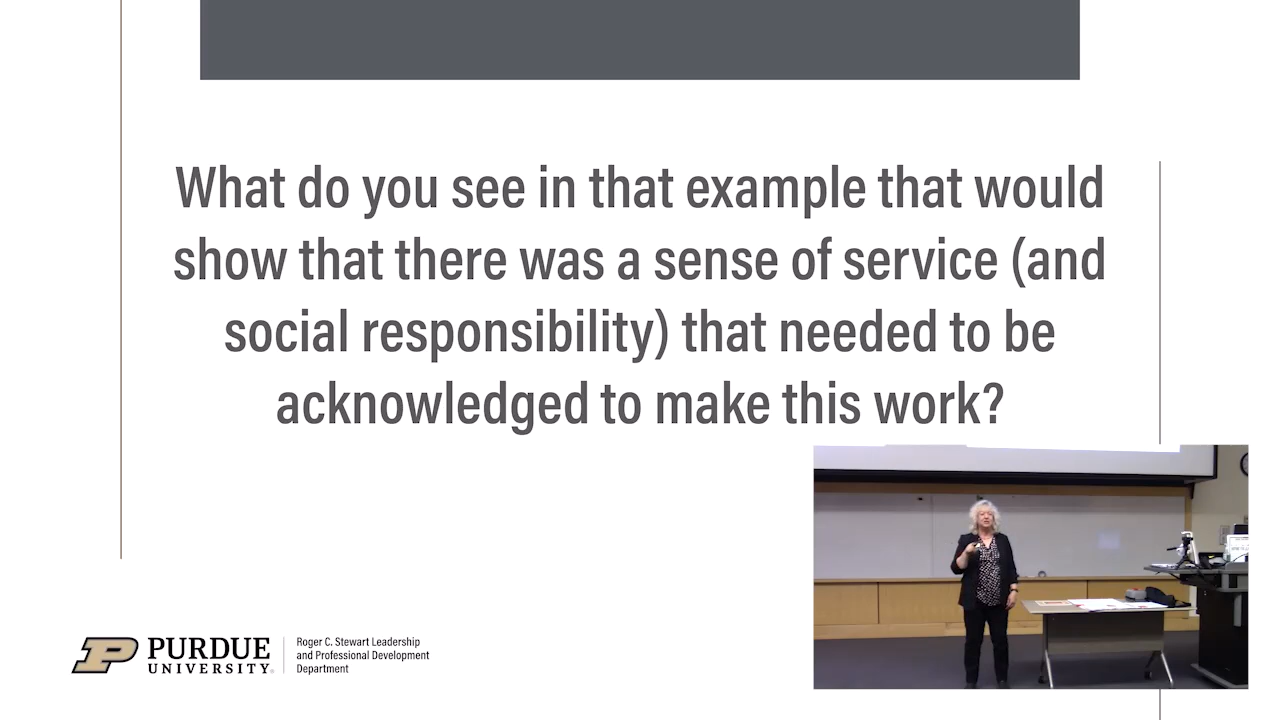 What do you see in that example that would
show that there was a sense of service (and
social responsibility) that needed to be
acknowledged to make this work?
PURDUE
UNIVERSITY®
Roger C. Stewart Leadership
and Professional Development
Department